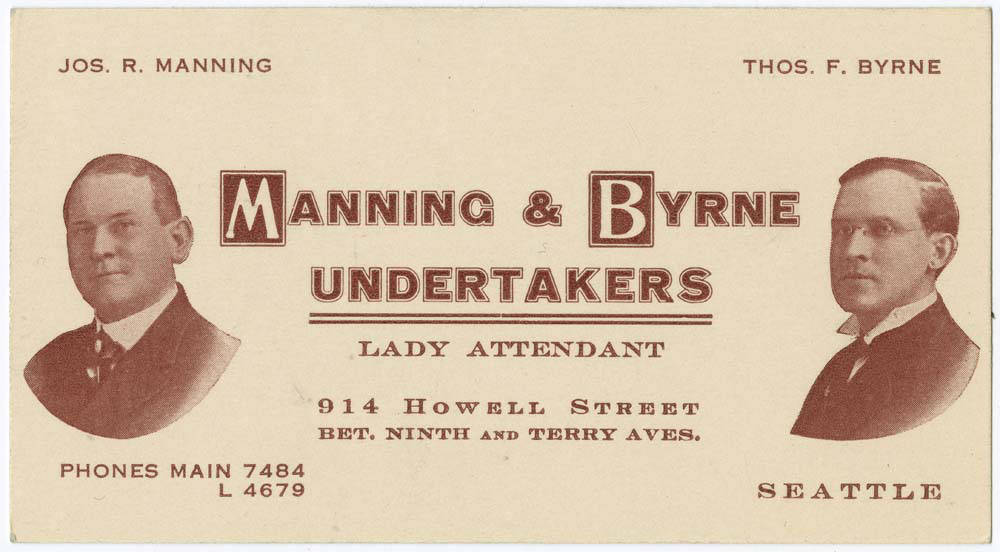 JOS. R. MANNING
THOS. F. BYRNE
MANNING & BYRNE
UNDERTAKERS
LADY ATTENDANT
914 HOWELL STREET
BET. NINTH AND TERRY AVES.
PHONES MAIN 7484
L 4679
SEATTLE